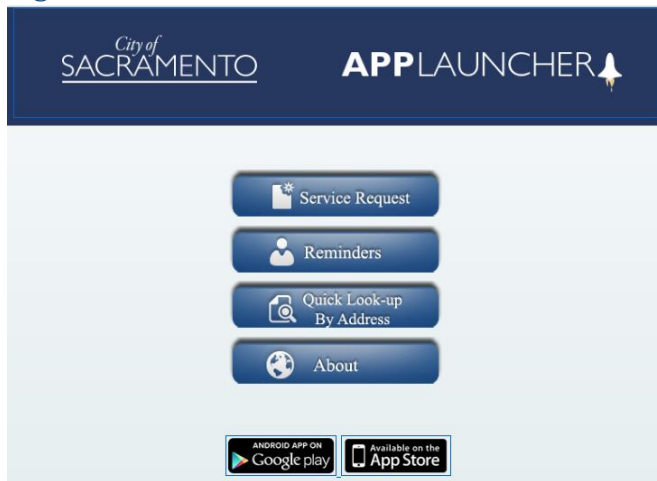 City of
SACRAMENTO
APPLAUNCHER
Service Request
Reminders
Quick Look-up
By Address
About
ANDROID APP ON
Google play
Available on the
App Store